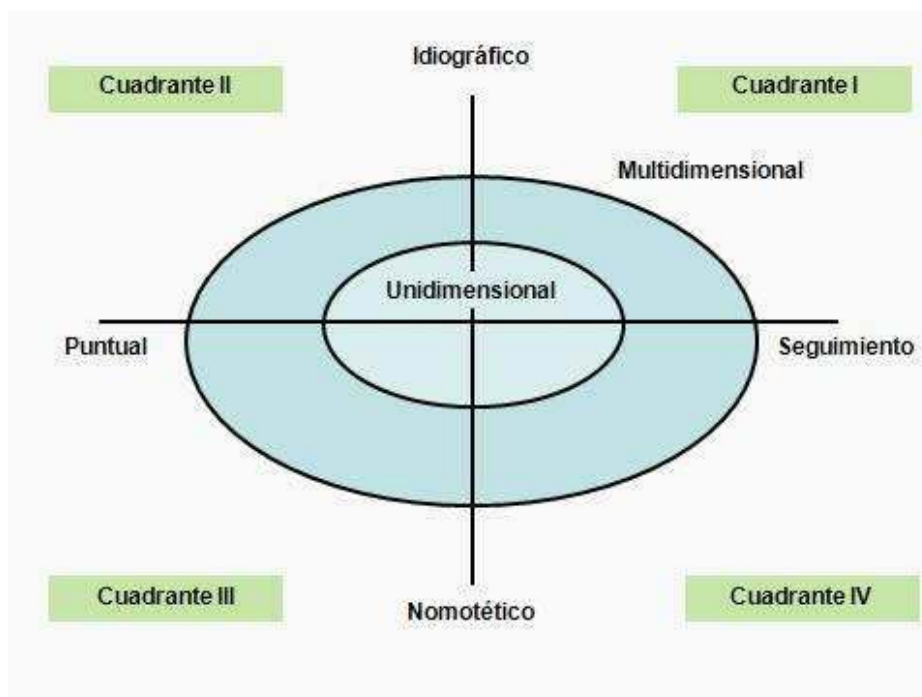 Idiográfico
Cuadrante II
Cuadrante I
Multidimensional
Unidimensional
Puntual
Seguimiento
Cuadrante III
Cuadrante IV
Nomotético